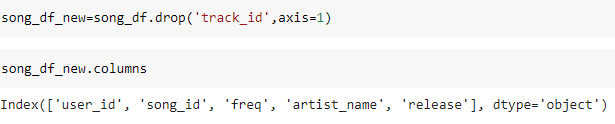 song_df_new=song_df.drop('track_id',axis=1)
song_df_new.columns
Index(['user_id', 'song_id', 'freq', 'artist_name', 'release'], dtype='object')